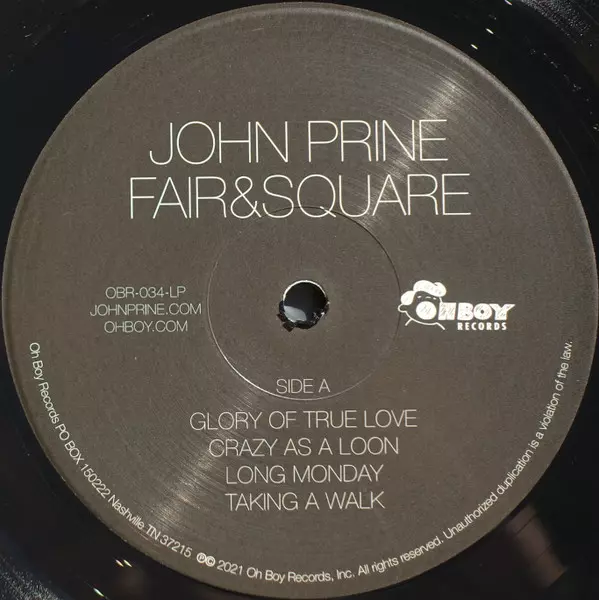 JOHN PRINE
FAIR&SQUARE
OBR-034-LP
JOHNPRINE.COM
OHBOY.COM
OH BOY
RECORDS
SIDE A
GLORY OF TRUE LOVE
CRAZY AS A LOON
LONG MONDAY
TAKING A WALK
Oh Boy Records PO BOX 150222 Nashville, TN 37215 ℗© 2021 Oh Boy Records, Inc. All rights reserved. Unauthorized duplication is a violation of the law.